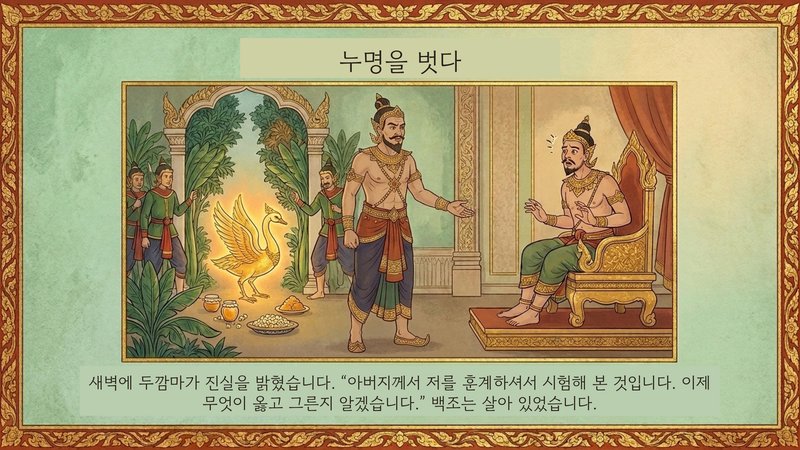 누명을 벗다
새벽에 두깜마가 진실을 밝혔습니다. “아버지께서 저를 훈계하셔서 시험해 본 것입니다. 이제
무엇이 옳고 그른지 알겠습니다.” 백조는 살아 있었습니다.